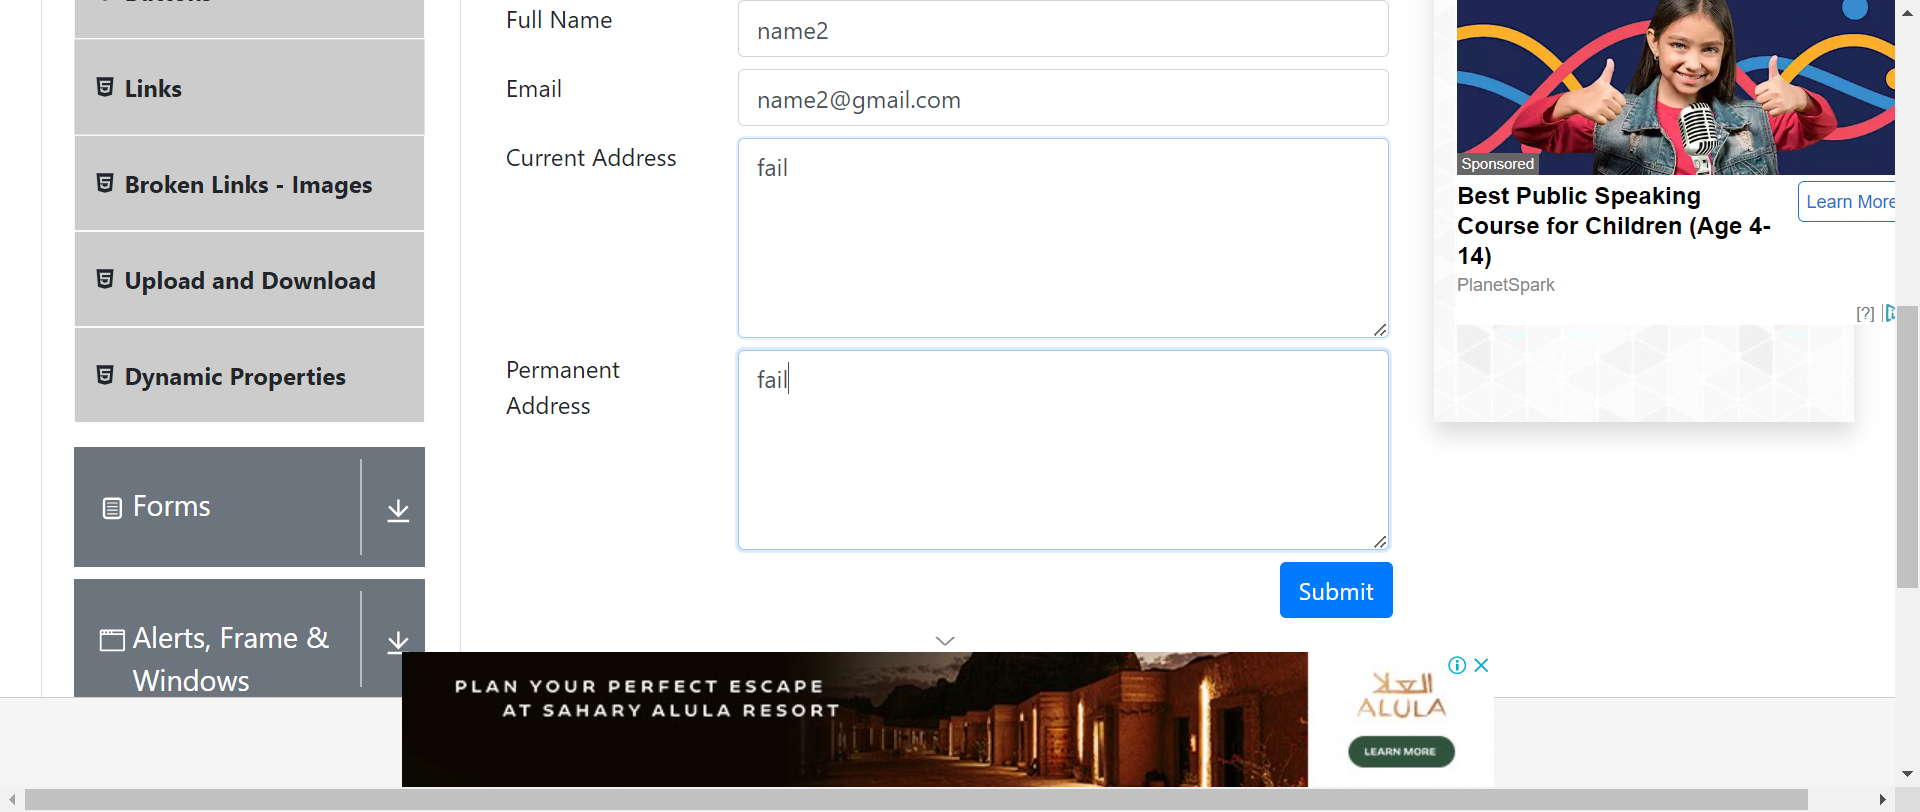 Buttons
Links
Broken Links - Images
Upload and Download
Dynamic Properties
Forms
Alerts, Frame &
Windows
Full Name
name2
Email
name2@gmail.com
Current Address
fail
Permanent
Address
fail
Submit
Sponsored
Best Public Speaking
Course for Children (Age 4-
14)
Learn More
PlanetSpark
[?]
PLAN YOUR PERFECT ESCAPE
AT SAHARY ALULA RESORT
العلا
ALULA
LEARN MORE